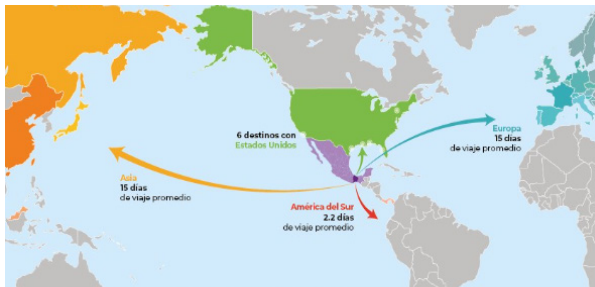 6 destinos con
Estados Unidos
Europa
15 días
de viaje promedio
Asia
15 días
de viaje promedio
América del Sur
2.2 días
de viaje promedio